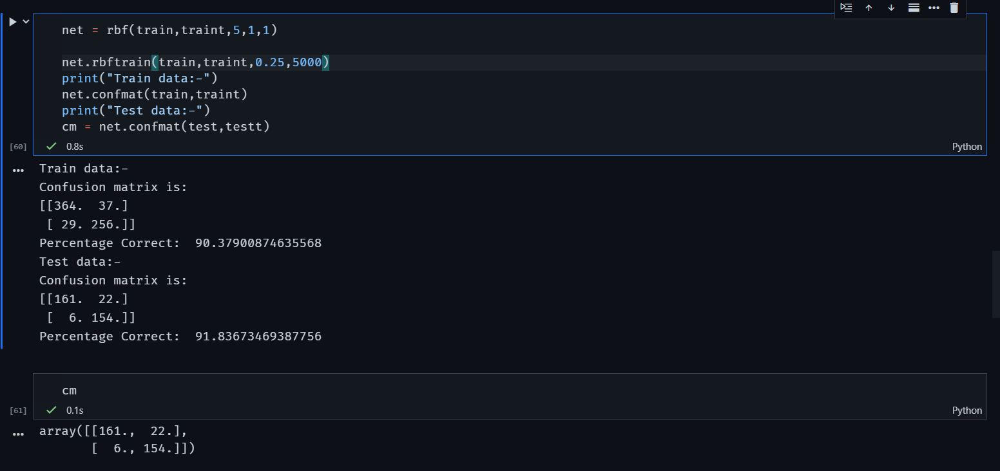 net = rbf(train,traint,5,1,1)
net.rbftrain(train,traint,0.25,5000)
print("Train data:-")
net.confmat(train,traint)
print("Test data:-")
cm = net.confmat(test,testt)
[60]
0.8s
Python
Train data:-
Confusion matrix is:
[[364.  37.]
 [ 29. 256.]]
Percentage Correct:  90.37900874635568
Test data:-
Confusion matrix is:
[[161.  22.]
 [  6. 154.]]
Percentage Correct:  91.83673469387756
cm
[61]
0.1s
Python
array([[161.,  22.],
       [  6., 154.]])